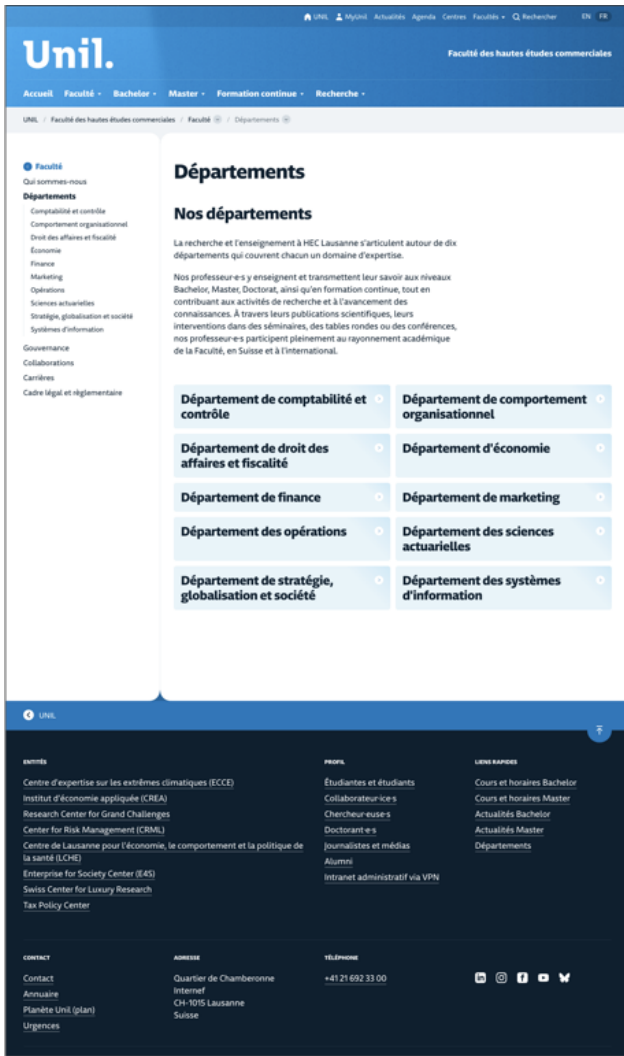 UNIL MyUnil Actualités Agenda Centres Facultés Rechercher EN FR
Unil.
Faculté des hautes études commerciales
Accueil Faculté Bachelor Master Formation continue Recherche
UNIL / Faculté des hautes études commerciales / Faculté / Départements
Faculté
Qui sommes-nous
Départements
Comptabilité et contrôle
Comportement organisationnel
Droit des affaires et fiscalité
Économie
Finance
Marketing
Opérations
Sciences actuarielles
Stratégie, globalisation et société
Systèmes d'information
Gouvernance
Collaborations
Carrières
Cadre légal et règlementaire
Départements
Nos départements
La recherche et l'enseignement à HEC Lausanne s'articulent autour de dix
départements qui couvrent chacun un domaine d'expertise.
Nos professeur·e·s y enseignent et transmettent leur savoir aux niveaux
Bachelor, Master, Doctorat, ainsi qu'en formation continue, tout en
contribuant aux activités de recherche et à l'avancement des
connaissances. À travers leurs publications scientifiques, leurs
interventions dans des séminaires, des tables rondes ou des conférences,
nos professeur·e·s participent pleinement au rayonnement académique
de la Faculté, en Suisse et à l'international.
Département de comptabilité et
contrôle
Département de comportement
organisationnel
Département de droit des
affaires et fiscalité
Département d'économie
Département de finance
Département de marketing
Département des opérations
Département des sciences
actuarielles
Département de stratégie,
globalisation et société
Département des systèmes
d'information
UNIL
ENTITÉS
Centre d'expertise sur les extrêmes climatiques (ECCE)
Institut d'économie appliquée (CREA)
Research Center for Grand Challenges
Center for Risk Management (CRML)
Centre de Lausanne pour l'économie, le comportement et la politique de
la santé (LCHE)
Enterprise for Society Center (E4S)
Swiss Center for Luxury Research
Tax Policy Center
PROFIL
Étudiantes et étudiants
Collaborateur·ice·s
Chercheur·euse·s
Doctorant·e·s
Journalistes et médias
Alumni
Intranet administratif via VPN
LIENS RAPIDES
Cours et horaires Bachelor
Cours et horaires Master
Actualités Bachelor
Actualités Master
Départements
CONTACT
Contact
Annuaire
Planète Unil (plan)
Urgences
ADRESSE
Quartier de Chamberonne
Internef
CH-1015 Lausanne
Suisse
TÉLÉPHONE
+41 21 692 33 00